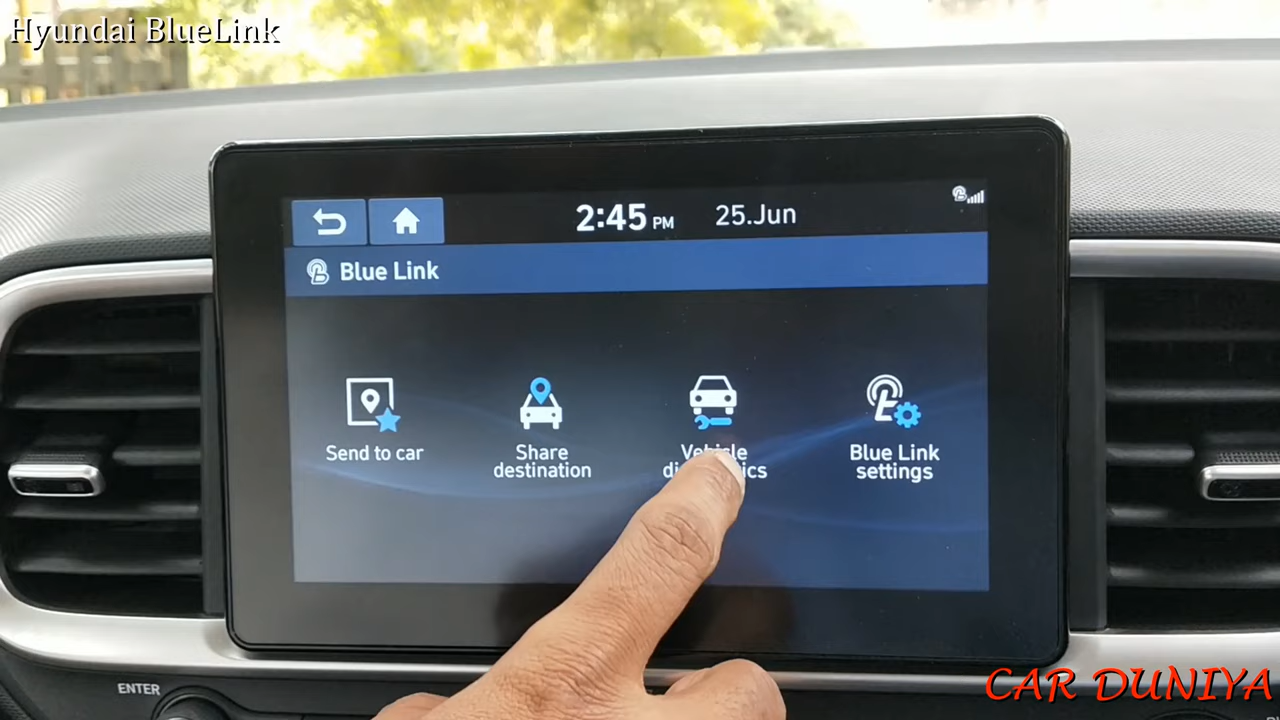 Hyundai BlueLink
2:45 PM 25.Jun
Blue Link
Send to car
Share
destination
Vehicle
Blue Link
settings
ENTER
CAR DUNIYA